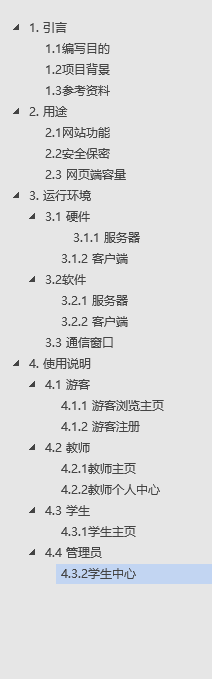 1. 引言
1.1编写目的
1.2项目背景
1.3参考资料
2. 用途
2.1网站功能
2.2安全保密
2.3 网页端容量
3. 运行环境
3.1 硬件
3.1.1 服务器
3.1.2 客户端
3.2软件
3.2.1 服务器
3.2.2 客户端
3.3 通信窗口
4. 使用说明
4.1 游客
4.1.1 游客浏览主页
4.1.2 游客注册
4.2 教师
4.2.1教师主页
4.2.2教师个人中心
4.3 学生
4.3.1学生主页
4.4 管理员
4.3.2学生中心